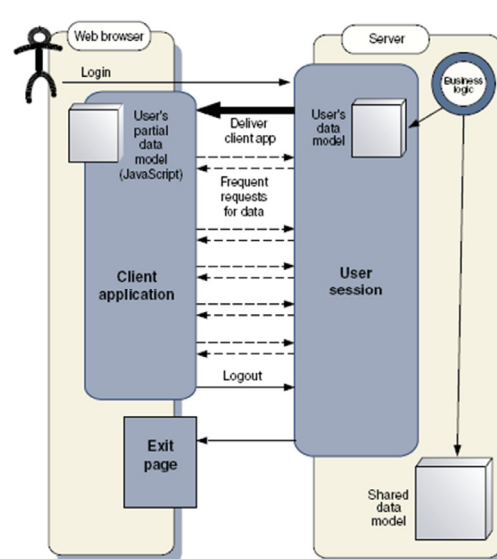 Web browser
Server
Login
Business
logic
User's
partial
data
model
(JavaScript)
Deliver
client app
User's
data
model
Frequent
requests
for data
Client
application
User
session
Logout
Exit
page
Shared
data
model